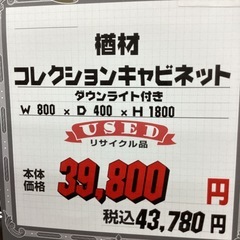 楢材
コレクションキャビネット
ダウンライト付き
W 800 × D 400 × H 1800
USED
リサイクル品
本体価格 39,800 円
税込43,780円